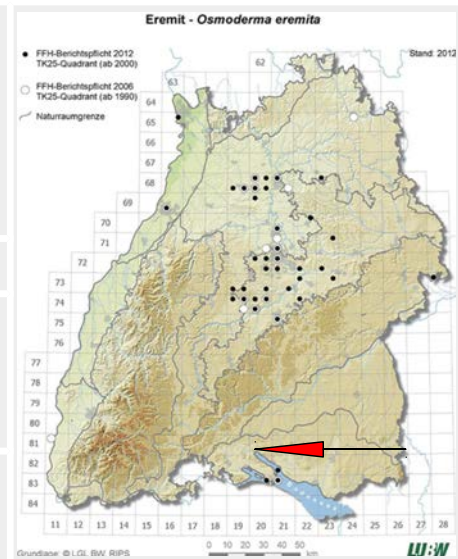 Eremit - Osmoderma eremita
FFH-Berichtspflicht 2012
TK25-Quadrant (ab 2000)
Stand: 2012
FFH-Berichtspflicht 2006
TK25-Quadrant (ab 1990)
Naturraumgrenze
62
63
64
65
66
67
68
69
70
71
72
73
74
75
76
77
78
79
80
81
82
83
84
11 12 13 14 15 16 17 18 19 20 21 22 23 24 25 26 27 28
Grundlage: © LGL BW, RIPS
0 10 20 30 40 50
km
LUBW